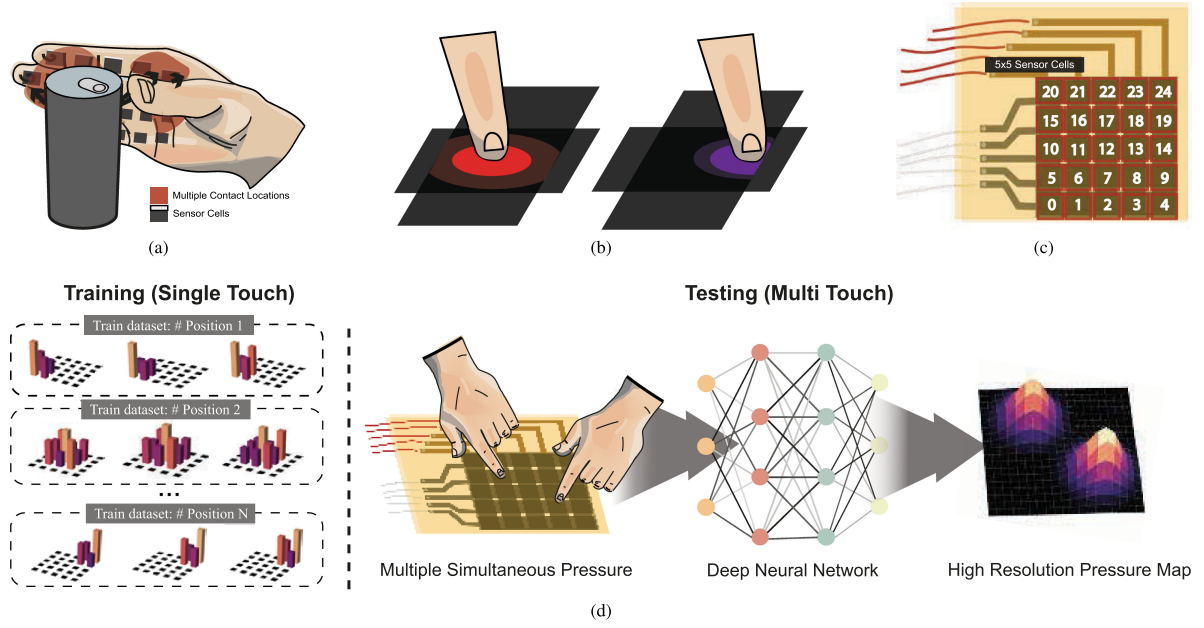 Multiple Contact Locations
Sensor Cells
(a)
(b)
5x5 Sensor Cells
20 21 22 23 24
15 16 17 18 19
10 11 12 13 14
5 6 7 8 9
0 1 2 3 4
(c)
Training (Single Touch)
Train dataset: # Position 1
Train dataset: # Position 2
...
Train dataset: # Position N
Testing (Multi Touch)
Multiple Simultaneous Pressure
Deep Neural Network
High Resolution Pressure Map
(d)